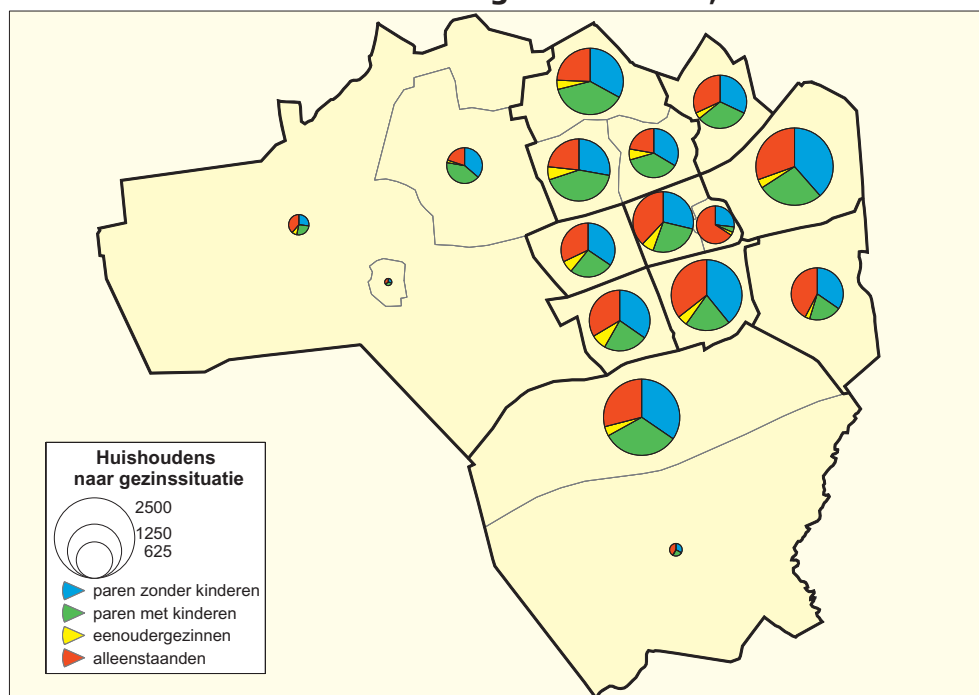 Huishoudens
naar gezinssituatie
2500
1250
625
paren zonder kinderen
paren met kinderen
eenoudergezinnen
alleenstaanden